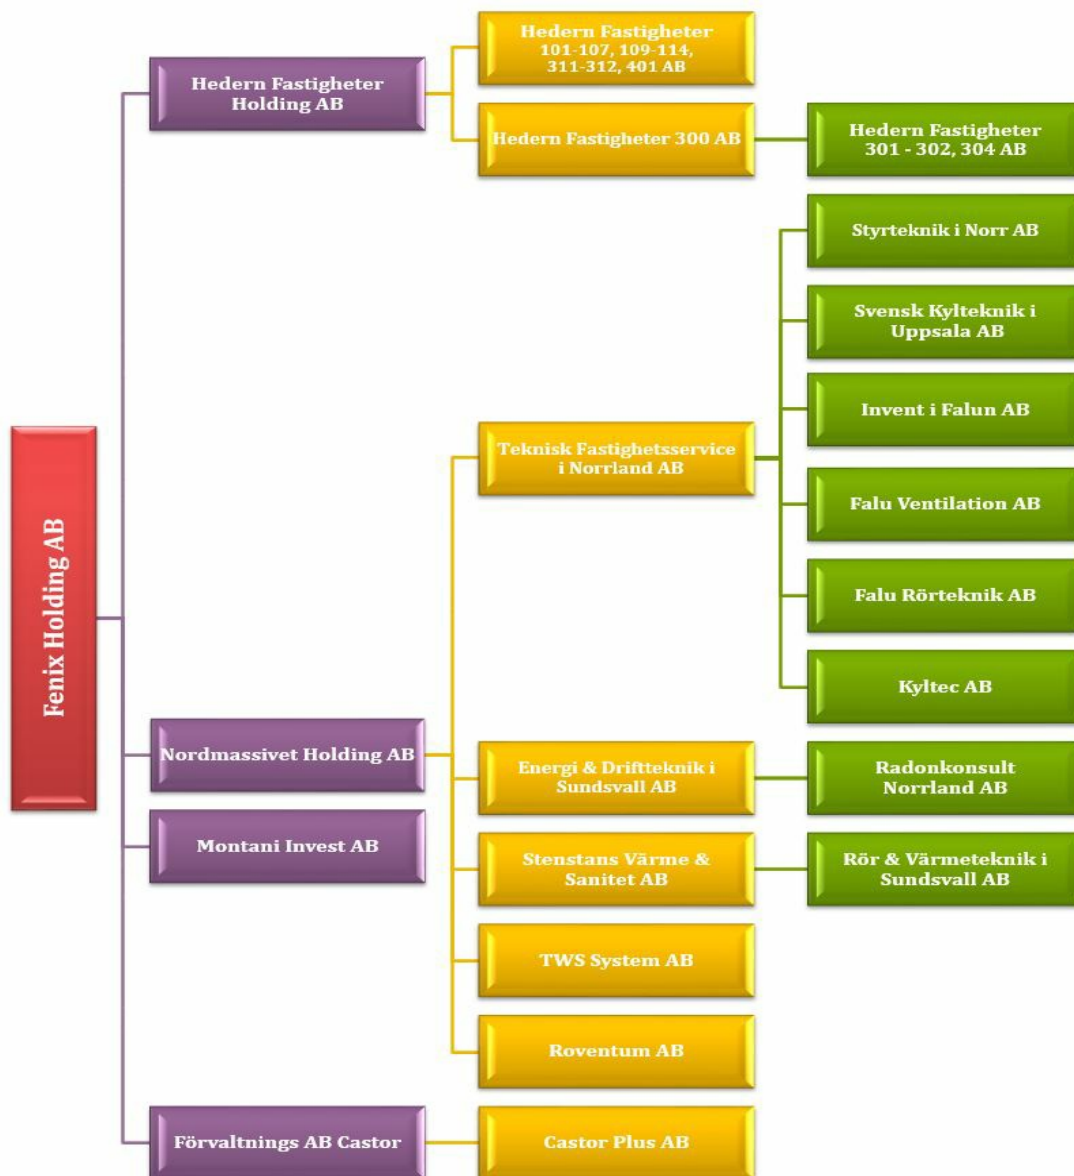 Fenix Holding AB
Hedern Fastigheter
Holding AB
Hedern Fastigheter
101-107, 109-114,
311-312, 401 AB
Hedern Fastigheter 300 AB
Hedern Fastigheter
301 - 302, 304 AB
Nordmassivet Holding AB
Teknisk Fastighetsservice
i Norrland AB
Styrteknik i Norr AB
Svensk Kylteknik i
Uppsala AB
Invent i Falun AB
Falu Ventilation AB
Falu Rörteknik AB
Kyltec AB
Energi & Driftteknik i
Sundsvall AB
Radonkonsult
Norrland AB
Stenstans Värme &
Sanitet AB
Rör & Värmeteknik i
Sundsvall AB
TWS System AB
Roventum AB
Montani Invest AB
Förvaltnings AB Castor
Castor Plus AB